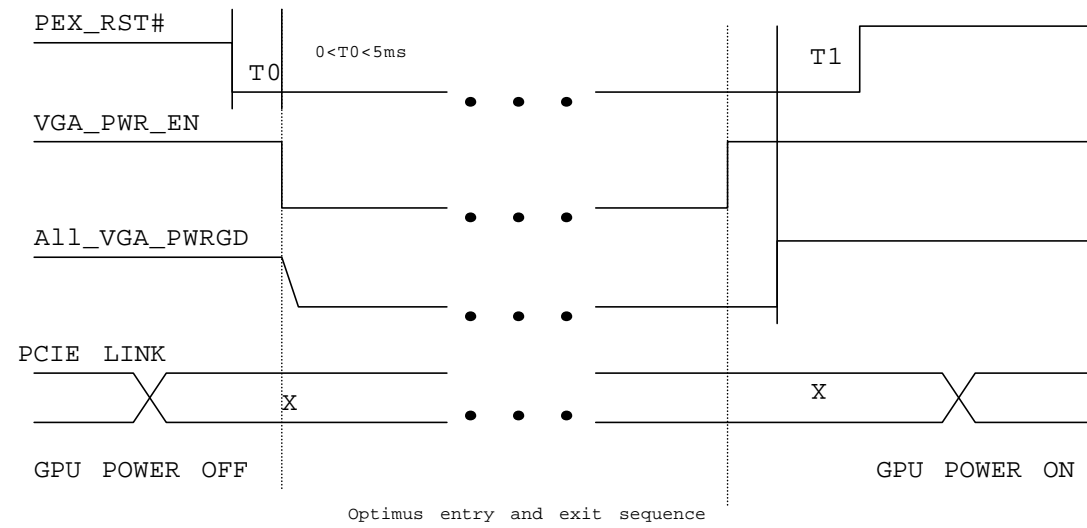 PEX_RST#
T0
0<T0<5ms
T1
VGA_PWR_EN
All_VGA_PWRGD
PCIE LINK
X
X
GPU POWER OFF
GPU POWER ON
Optimus entry and exit sequence